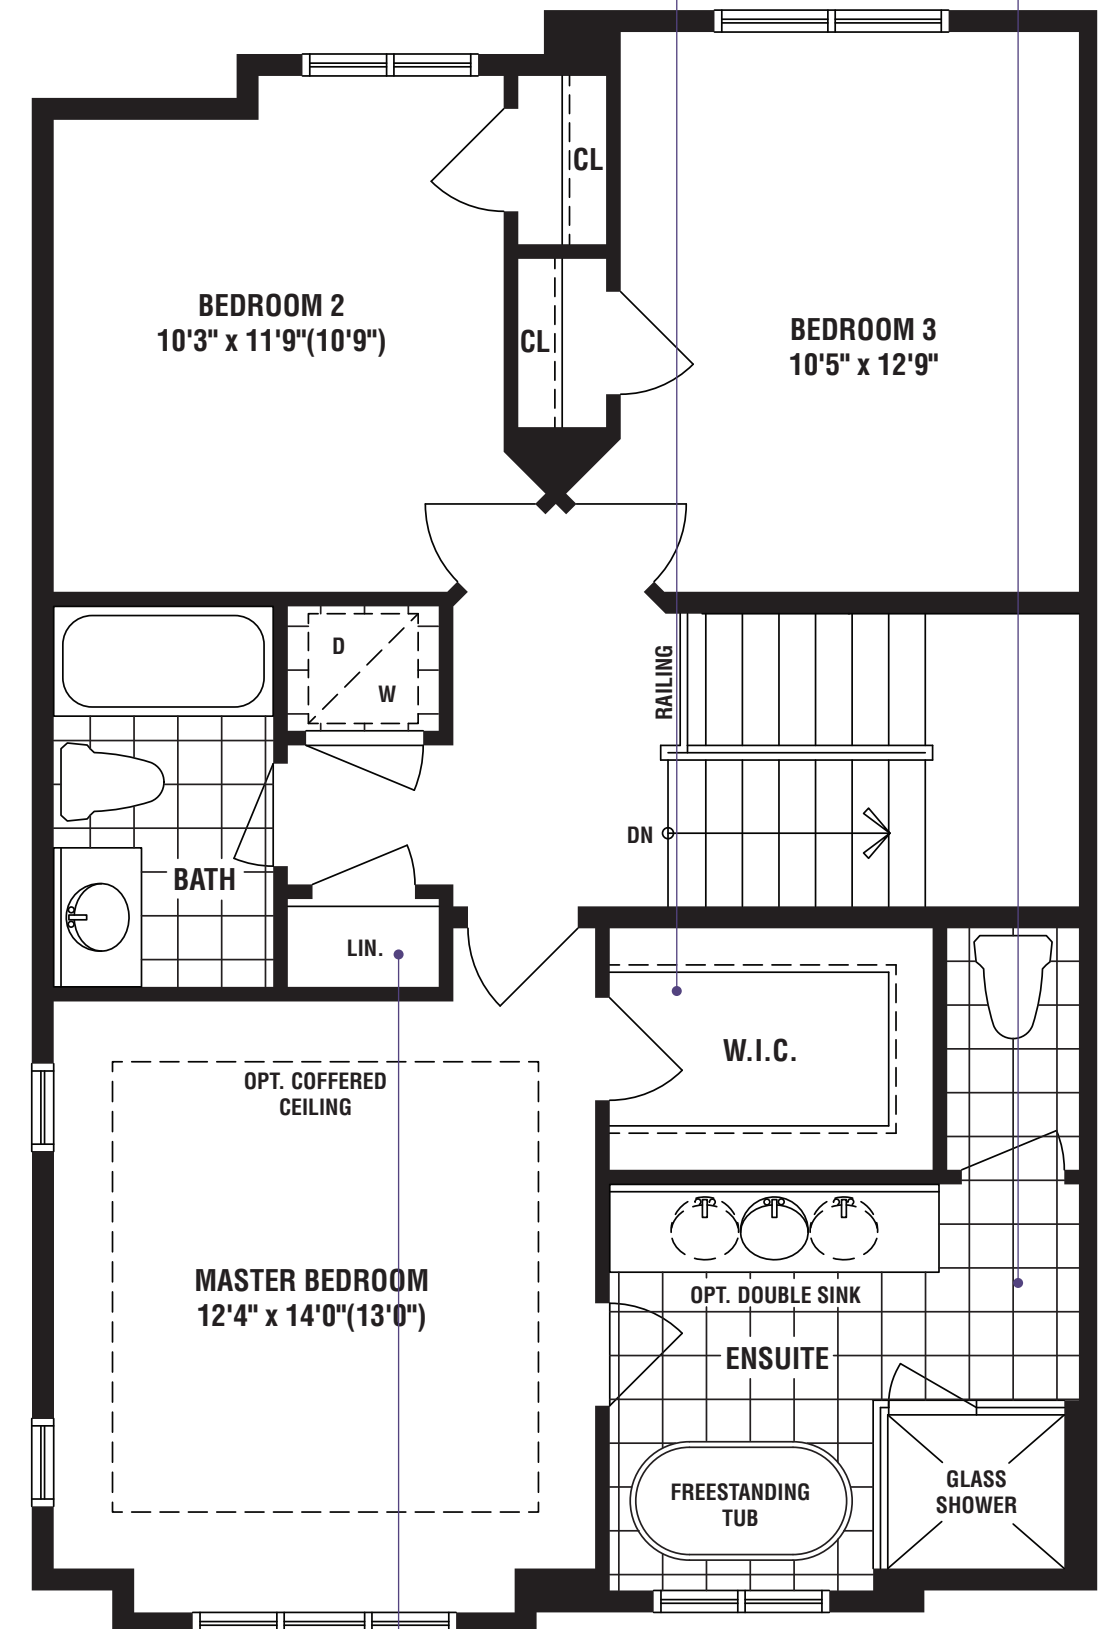 CL
BEDROOM 2
10'3" x 11'9"(10'9")
CL
BEDROOM 3
10'5" x 12'9"
D
W
RAILING
DN
BATH
LIN.
W.I.C.
OPT. COFFERED
CEILING
MASTER BEDROOM
12'4" x 14'0"(13'0")
OPT. DOUBLE SINK
ENSUITE
FREESTANDING
TUB
GLASS
SHOWER